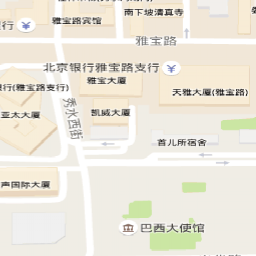 雅宝路宾馆
南下坡清真寺
银行
雅宝路
北京银行雅宝路支行
雅宝大厦
行(雅宝路支行)
天雅大厦(雅宝路)
凯威大厦
亚太大厦
秀水西街
首儿所宿舍
声国际大厦
巴西大使馆